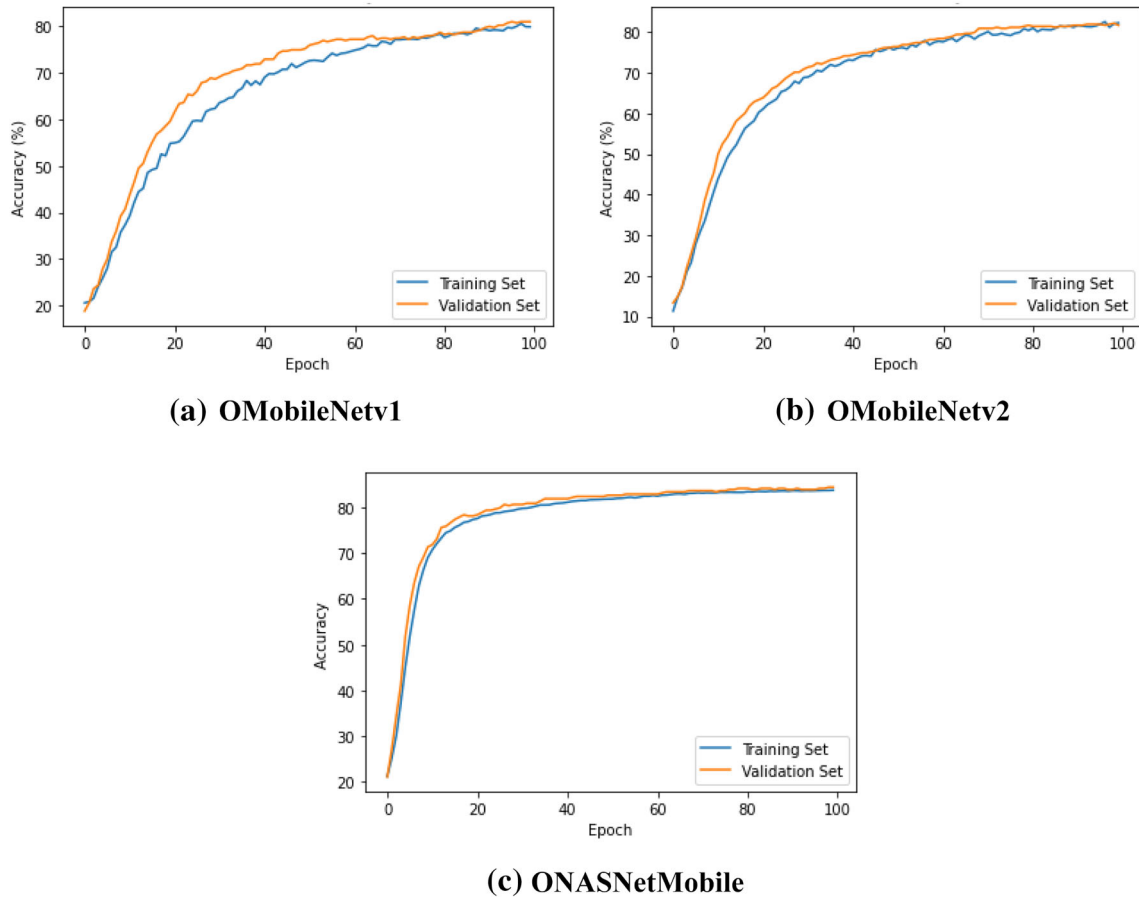 80
70
60
50
40
30
20
Accuracy (%)
0 20 40 60 80 100
Epoch
Training Set
Validation Set
(a) OMobileNetv1
80
70
60
50
40
30
20
10
Accuracy (%)
0 20 40 60 80 100
Epoch
Training Set
Validation Set
(b) OMobileNetv2
80
70
60
50
40
30
20
Accuracy
0 20 40 60 80 100
Epoch
Training Set
Validation Set
(c) ONASNetMobile